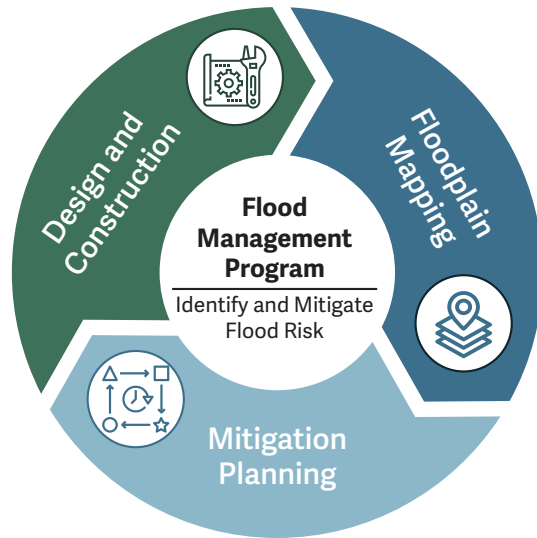 Flood
Management
Program
Identify and Mitigate
Flood Risk
Floodplain
Mapping
Mitigation
Planning
Design and
Construction